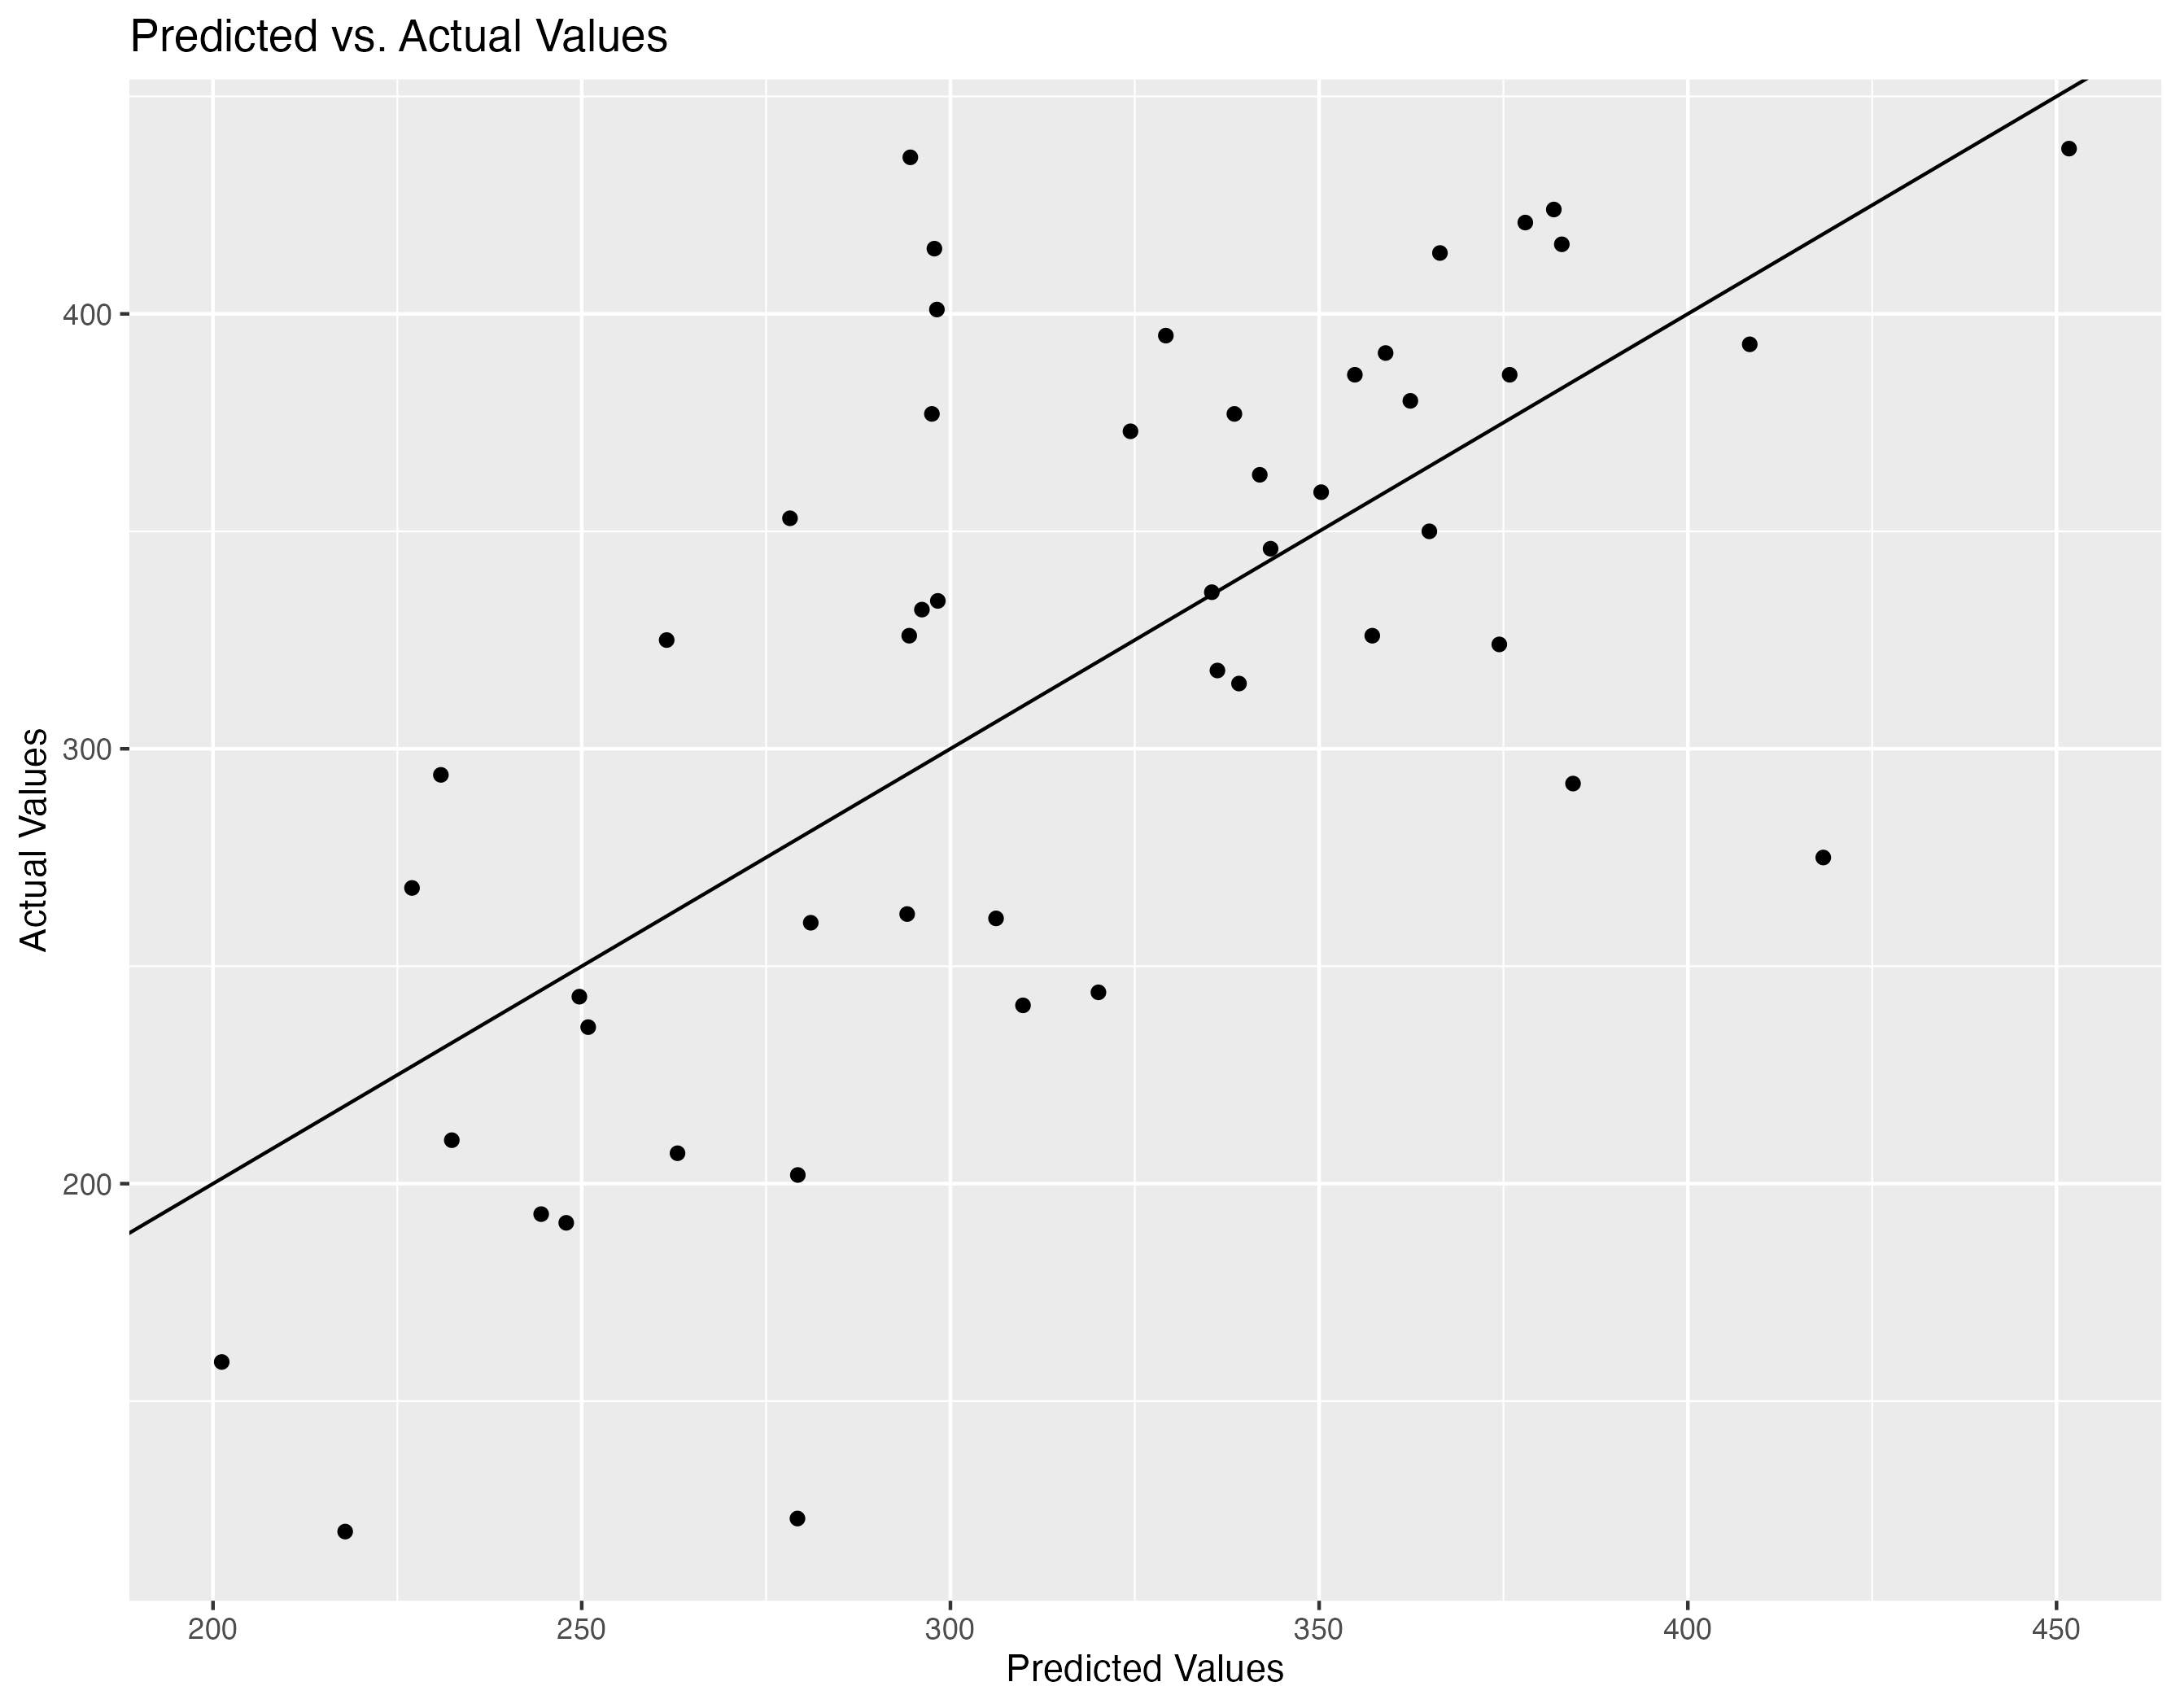 Predicted vs. Actual Values
Actual Values
400
300
200
200 250 300 350 400 450
Predicted Values